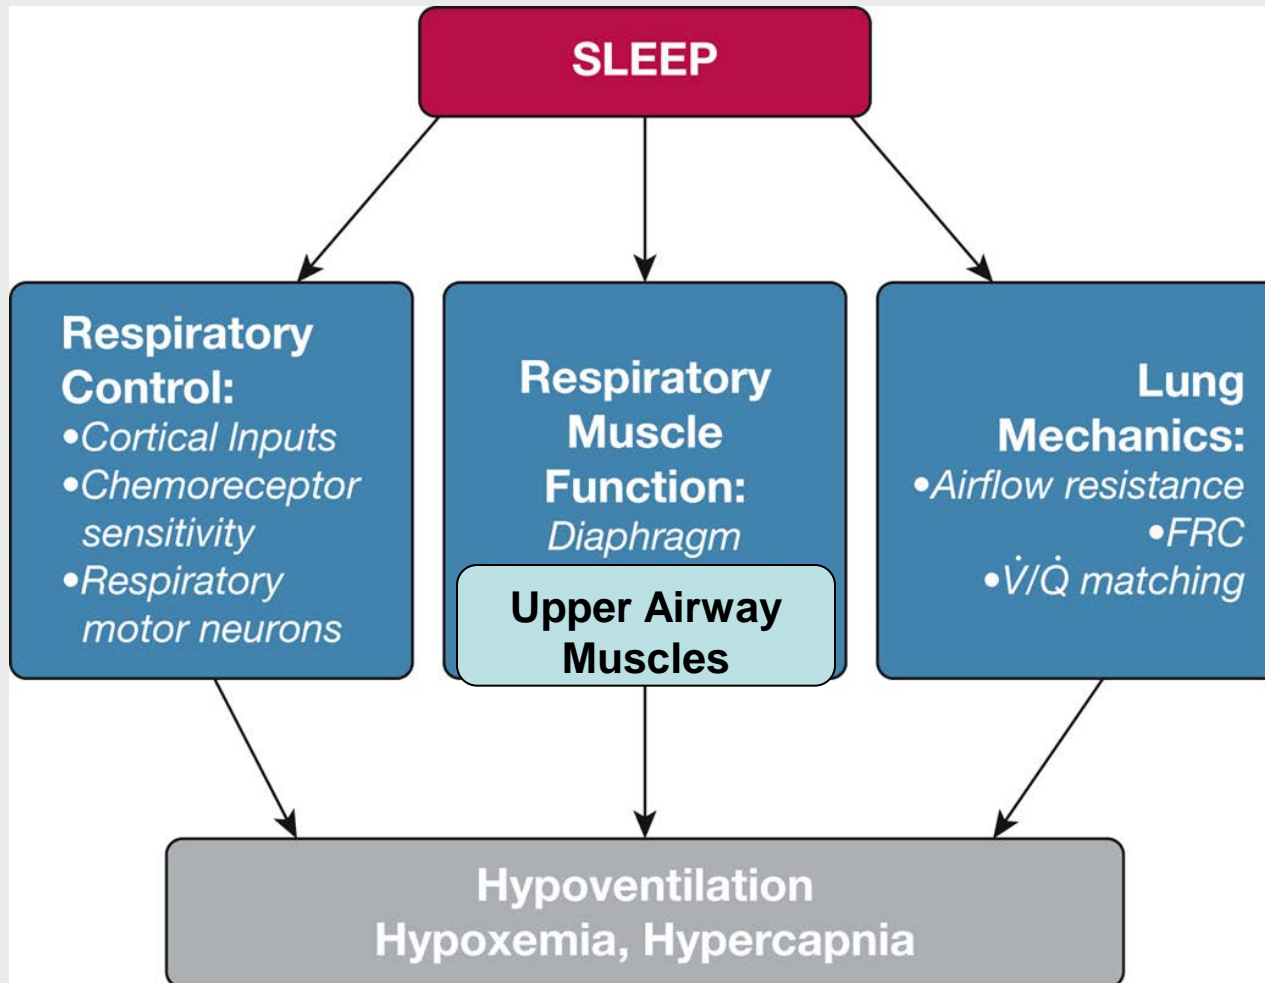 SLEEP
Respiratory
Control:
•Cortical Inputs
•Chemoreceptor
sensitivity
•Respiratory
motor neurons
Respiratory
Muscle
Function:
Diaphragm
Upper Airway
Muscles
Lung
Mechanics:
•Airflow resistance
•FRC
•V̇/Q̇ matching
Hypoventilation
Hypoxemia, Hypercapnia